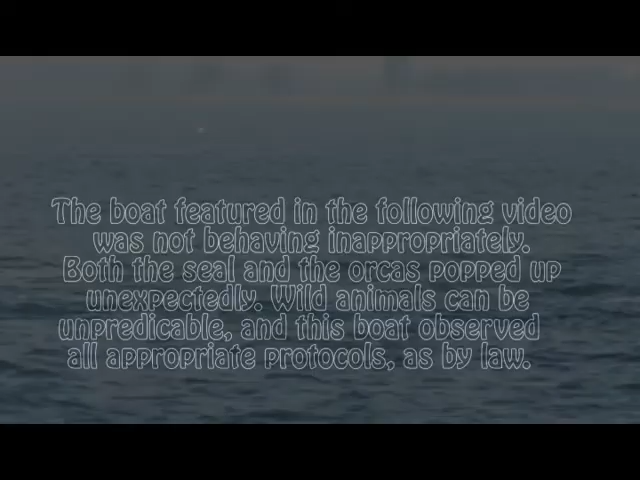 The boat featured in the following video
was not behaving inappropriately.
Both the seal and the orcas popped up
unexpectedly. Wild animals can be
unpredicable, and this boat observed
all appropriate protocols, as by law.